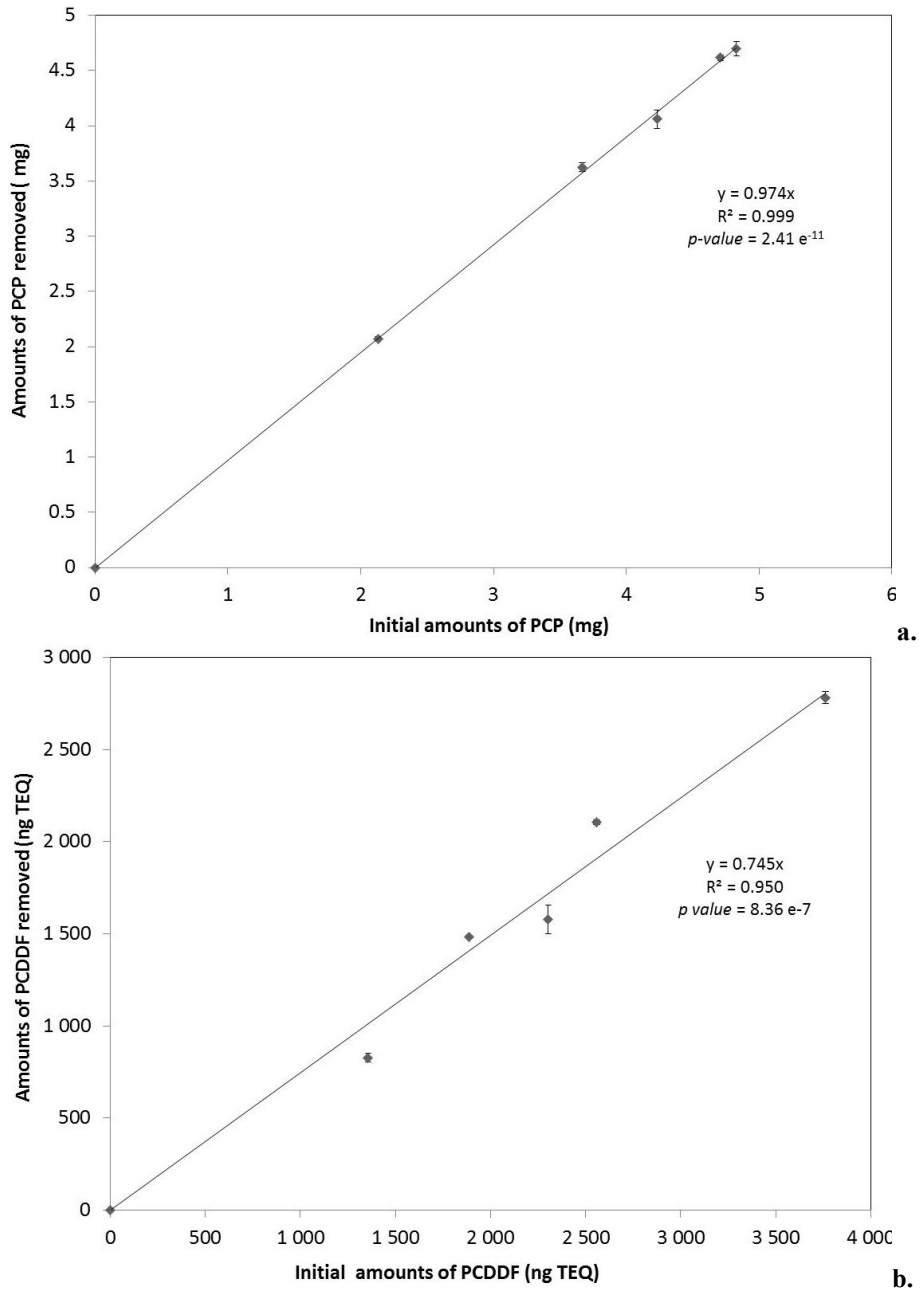 5
4.5
4
3.5
3
2.5
2
1.5
1
0.5
0
Amounts of PCP removed ( mg)
y = 0.974x
R² = 0.999
p-value = 2.41 e⁻¹¹
0 1 2 3 4 5 6
Initial amounts of PCP (mg)
a.
3 000
2 500
2 000
1 500
1 000
500
0
Amounts of PCDDF removed (ng TEQ)
y = 0.745x
R² = 0.950
p value = 8.36 e-7
0 500 1 000 1 500 2 000 2 500 3 000 3 500 4 000
Initial amounts of PCDDF (ng TEQ)
b.